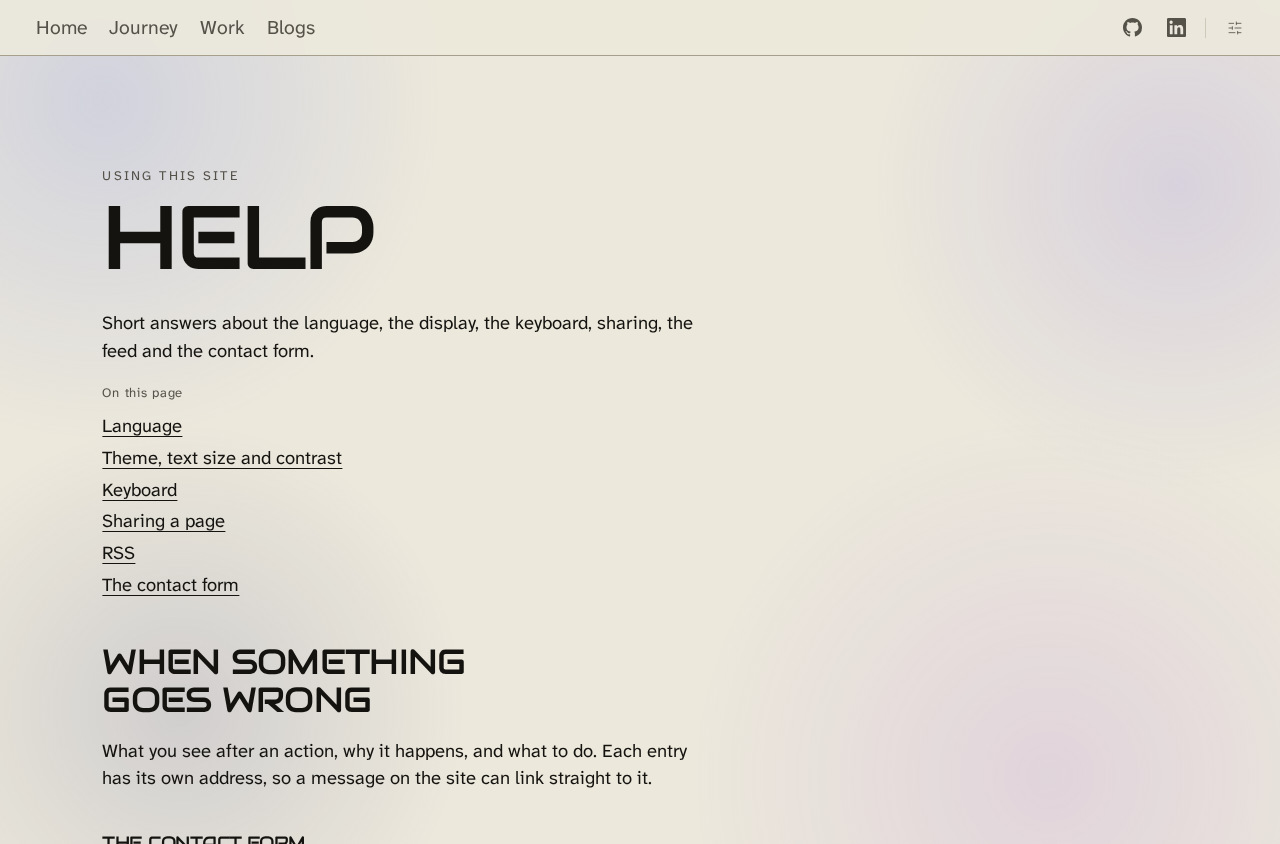 Home Journey Work Blogs
USING THIS SITE
HELP
Short answers about the language, the display, the keyboard, sharing, the
feed and the contact form.
On this page
Language
Theme, text size and contrast
Keyboard
Sharing a page
RSS
The contact form
WHEN SOMETHING
GOES WRONG
What you see after an action, why it happens, and what to do. Each entry
has its own address, so a message on the site can link straight to it.
THE CONTACT FORM